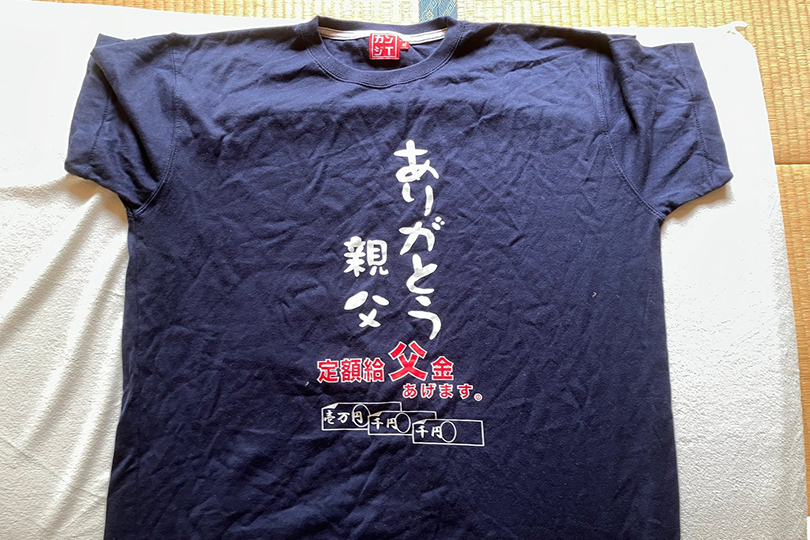 カンジT
ありがとう
親父
定額給父金
あげます。
壱万円
千円
千円